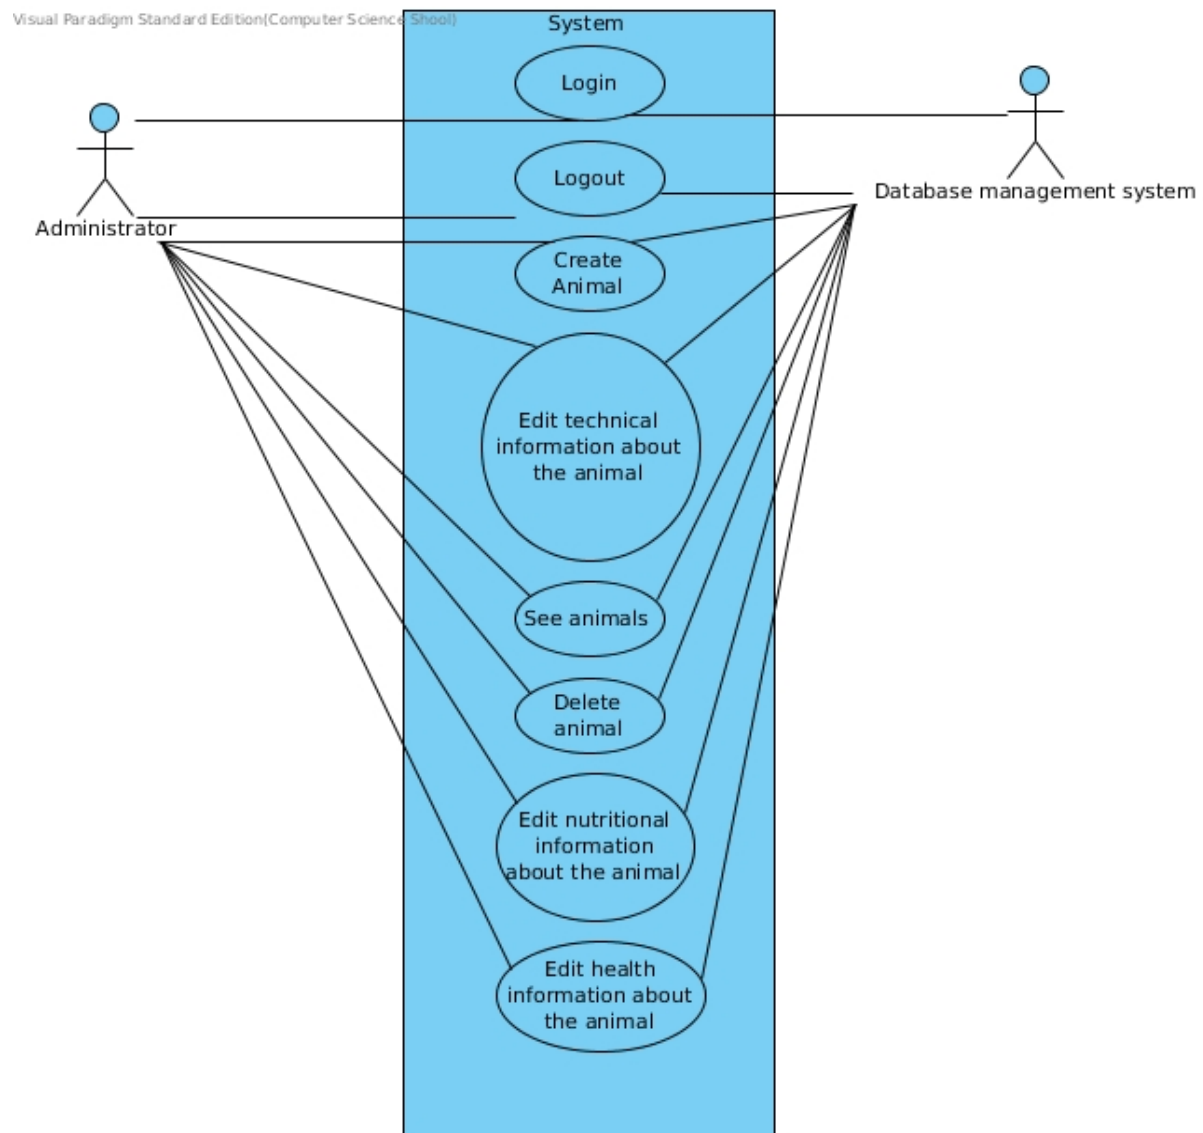 Visual Paradigm Standard Edition(Computer Science Shool)
System
Login
Logout
Database management system
Administrator
Create
Animal
Edit technical
information about
the animal
See animals
Delete
animal
Edit nutritional
information
about the animal
Edit health
information about
the animal